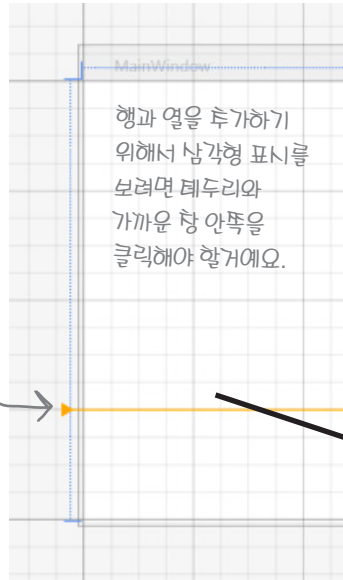 MainWindow
행과 열을 추가하기
위해서 삼각형 표시를
보려면 테두리와
가까운 창 안쪽을
클릭해야 할거예요.